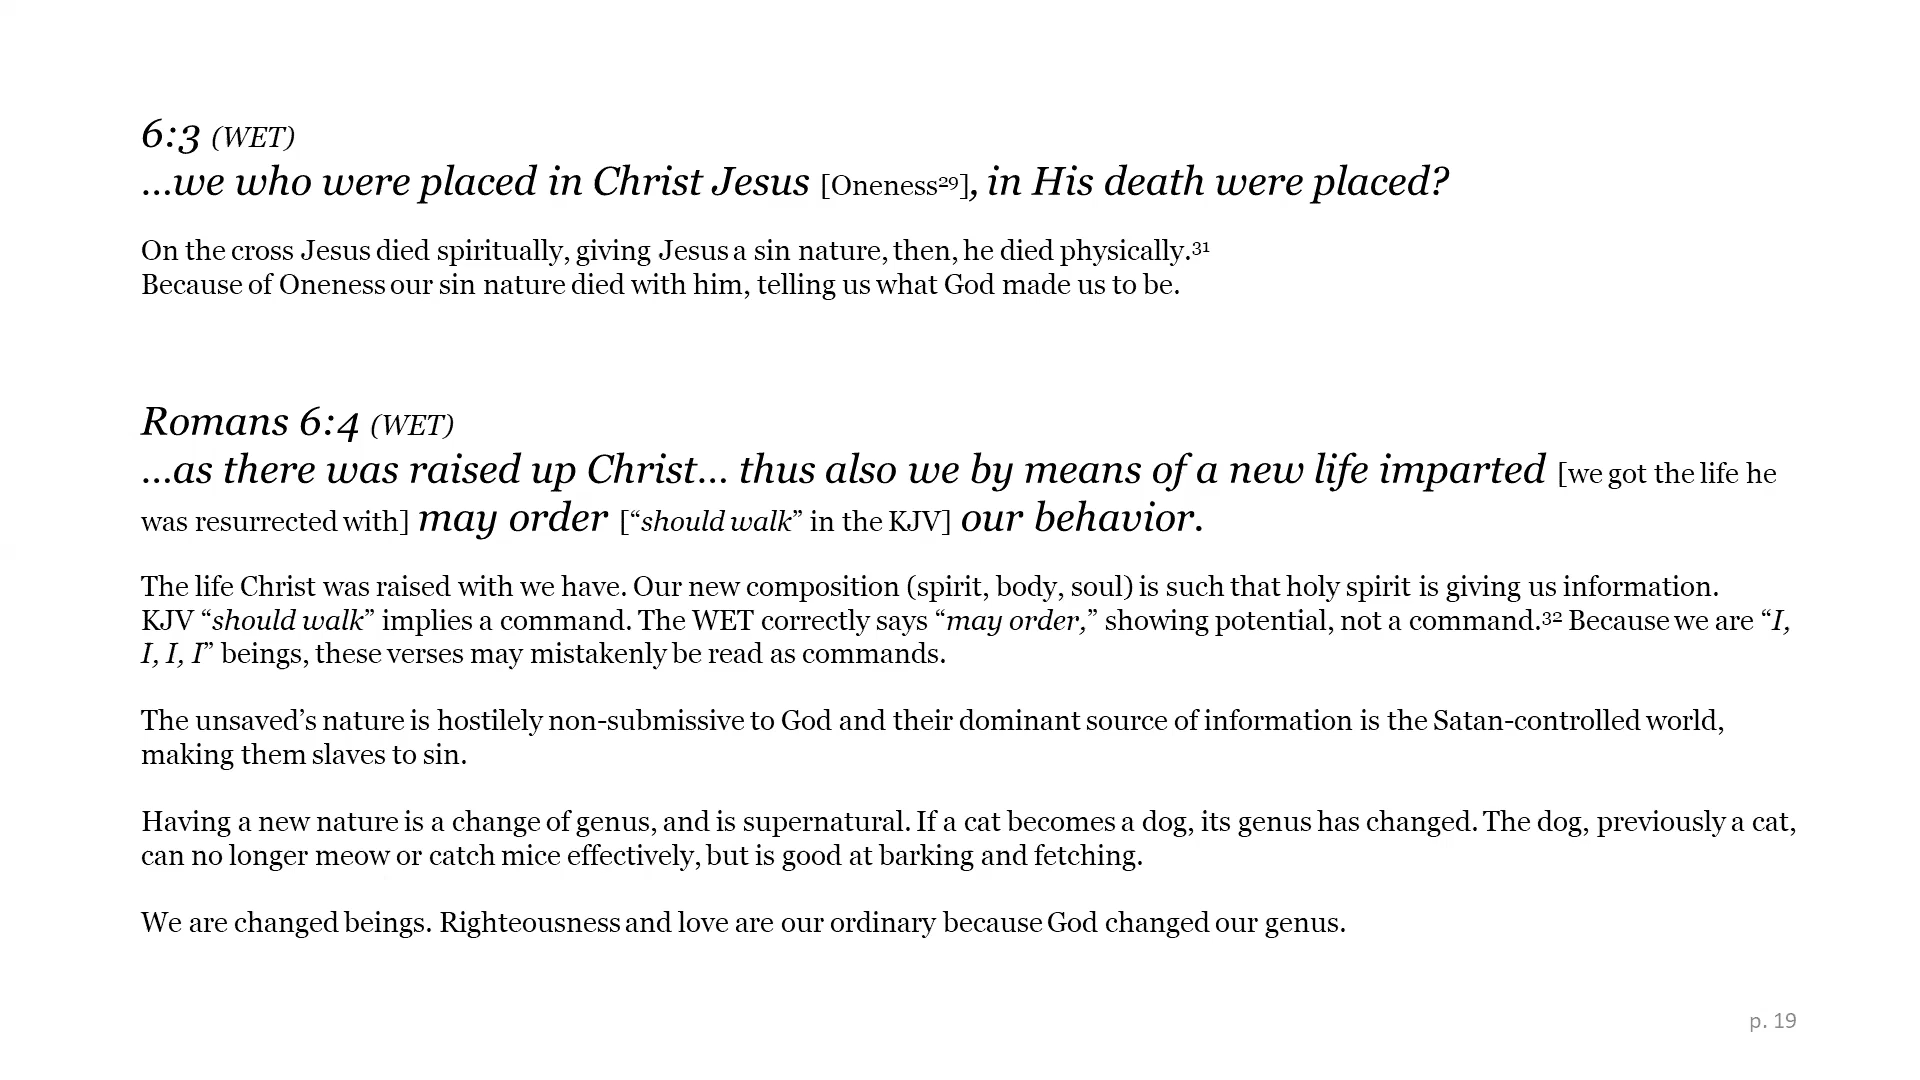 6:3 (WET)
…we who were placed in Christ Jesus [Oneness²⁹], in His death were placed?
On the cross Jesus died spiritually, giving Jesus a sin nature, then, he died physically.³¹
Because of Oneness our sin nature died with him, telling us what God made us to be.
Romans 6:4 (WET)
…as there was raised up Christ… thus also we by means of a new life imparted [we got the life he
was resurrected with] may order [“should walk” in the KJV] our behavior.
The life Christ was raised with we have. Our new composition (spirit, body, soul) is such that holy spirit is giving us information.
KJV “should walk” implies a command. The WET correctly says “may order,” showing potential, not a command.³² Because we are “I,
I, I, I” beings, these verses may mistakenly be read as commands.
The unsaved’s nature is hostilely non-submissive to God and their dominant source of information is the Satan-controlled world,
making them slaves to sin.
Having a new nature is a change of genus, and is supernatural. If a cat becomes a dog, its genus has changed. The dog, previously a cat,
can no longer meow or catch mice effectively, but is good at barking and fetching.
We are changed beings. Righteousness and love are our ordinary because God changed our genus.
p. 19